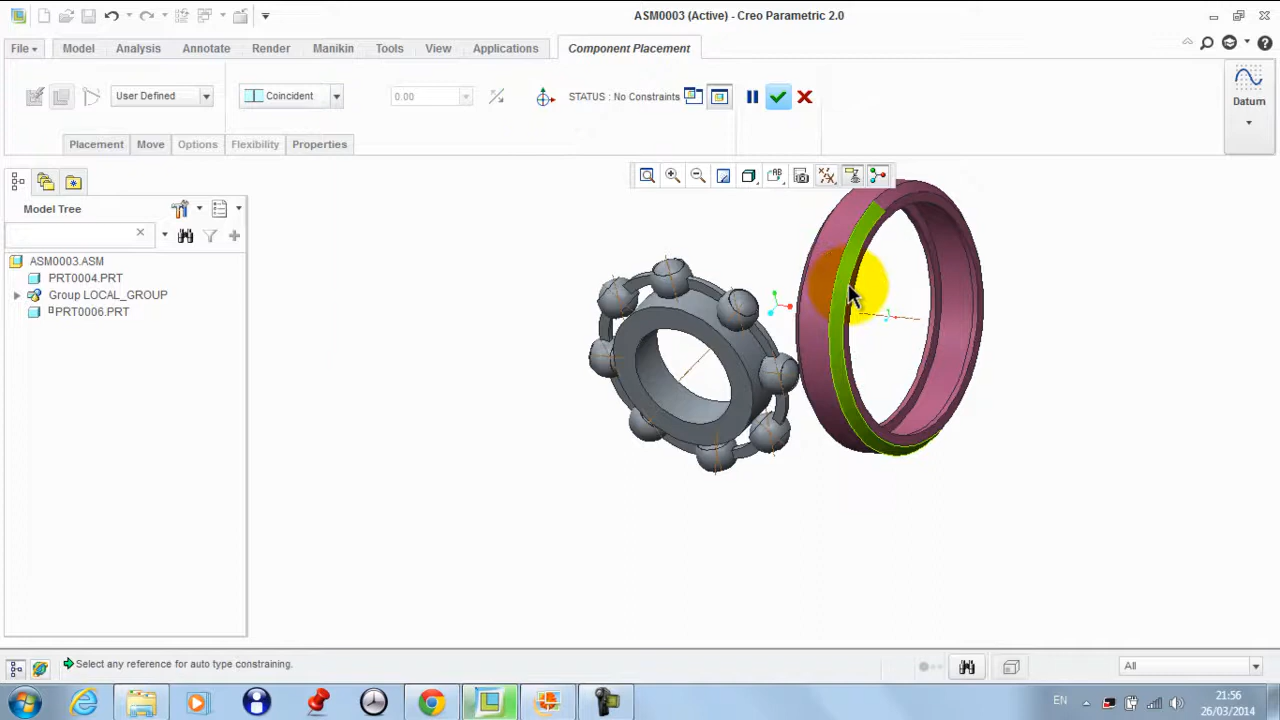 ASM0003 (Active) - Creo Parametric 2.0
File Model Analysis Annotate Render Manikin Tools View Applications Component Placement
User Defined Coincident 0.00 STATUS : No Constraints
Datum
Placement Move Options Flexibility Properties
Model Tree
ASM0003.ASM
PRT0004.PRT
Group LOCAL_GROUP
PRT0006.PRT
Select any reference for auto type constraining.
All
EN
21:56
26/03/2014